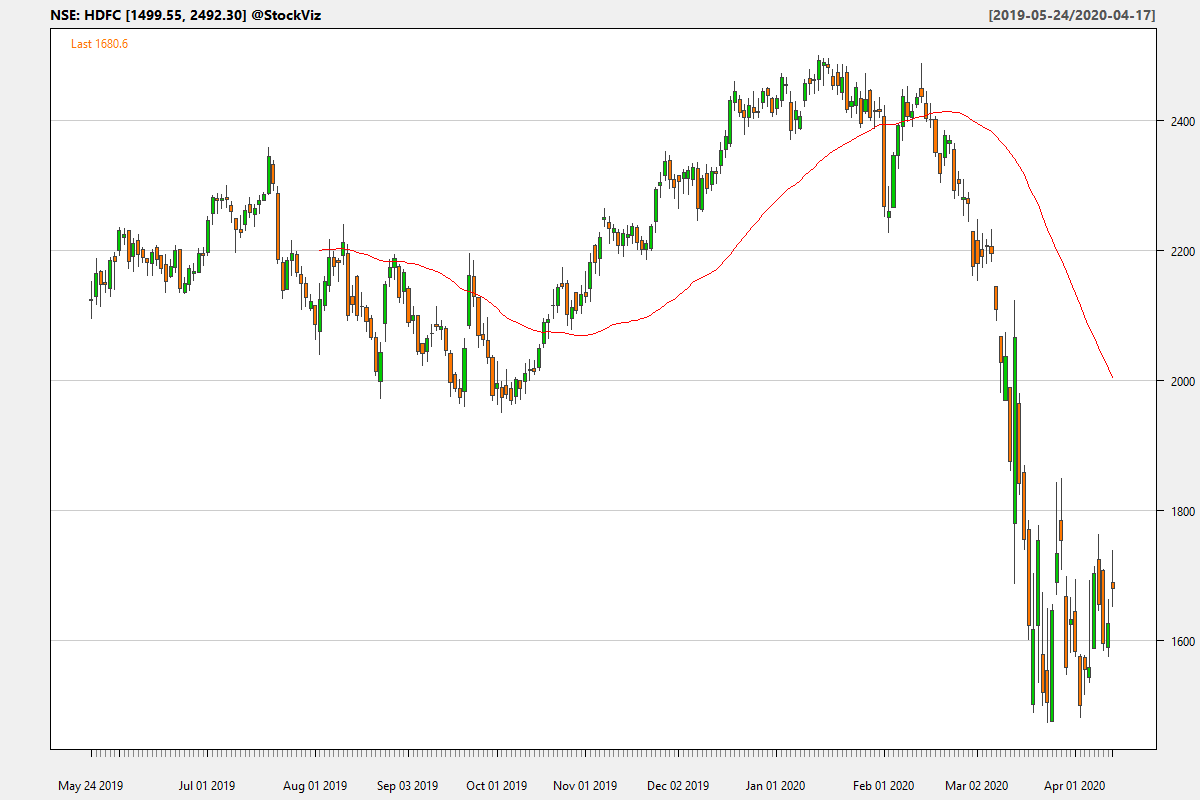 NSE: HDFC [1499.55, 2492.30] @StockViz
[2019-05-24/2020-04-17]
Last 1680.6
2400
2200
2000
1800
1600
May 24 2019
Jul 01 2019
Aug 01 2019
Sep 03 2019
Oct 01 2019
Nov 01 2019
Dec 02 2019
Jan 01 2020
Feb 01 2020
Mar 02 2020
Apr 01 2020